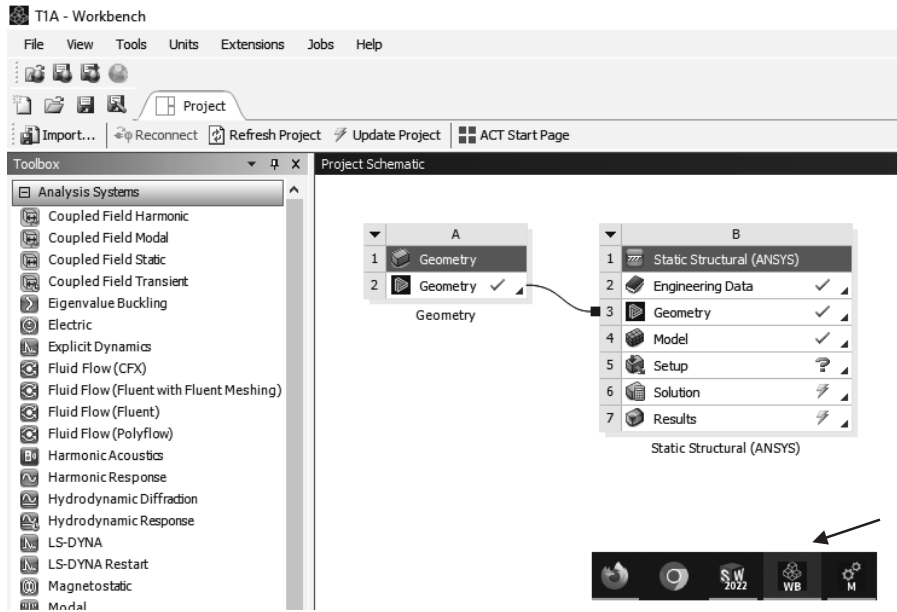 T1A - Workbench
File View Tools Units Extensions Jobs Help
Project
Import... Reconnect Refresh Project Update Project ACT Start Page
Toolbox
Project Schematic
Analysis Systems
Coupled Field Harmonic
Coupled Field Modal
Coupled Field Static
Coupled Field Transient
Eigenvalue Buckling
Electric
Explicit Dynamics
Fluid Flow (CFX)
Fluid Flow (Fluent with Fluent Meshing)
Fluid Flow (Fluent)
Fluid Flow (Polyflow)
Harmonic Acoustics
Harmonic Response
Hydrodynamic Diffraction
Hydrodynamic Response
LS-DYNA
LS-DYNA Restart
Magnetostatic
Modal
A
1 Geometry
2 Geometry
Geometry
B
1 Static Structural (ANSYS)
2 Engineering Data
3 Geometry
4 Model
5 Setup ?
6 Solution
7 Results
Static Structural (ANSYS)
SW 2022
WB
M